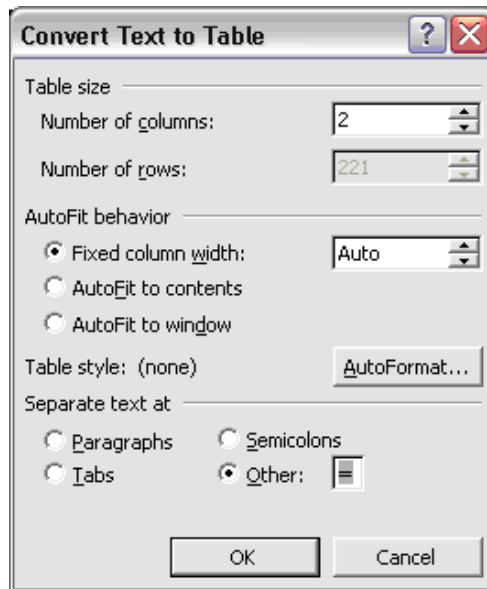 Convert Text to Table ?
Table size
Number of columns: 2
Number of rows: 221
AutoFit behavior
Fixed column width: Auto
AutoFit to contents
AutoFit to window
Table style: (none) AutoFormat...
Separate text at
Paragraphs Semicolons
Tabs Other: =
OK Cancel